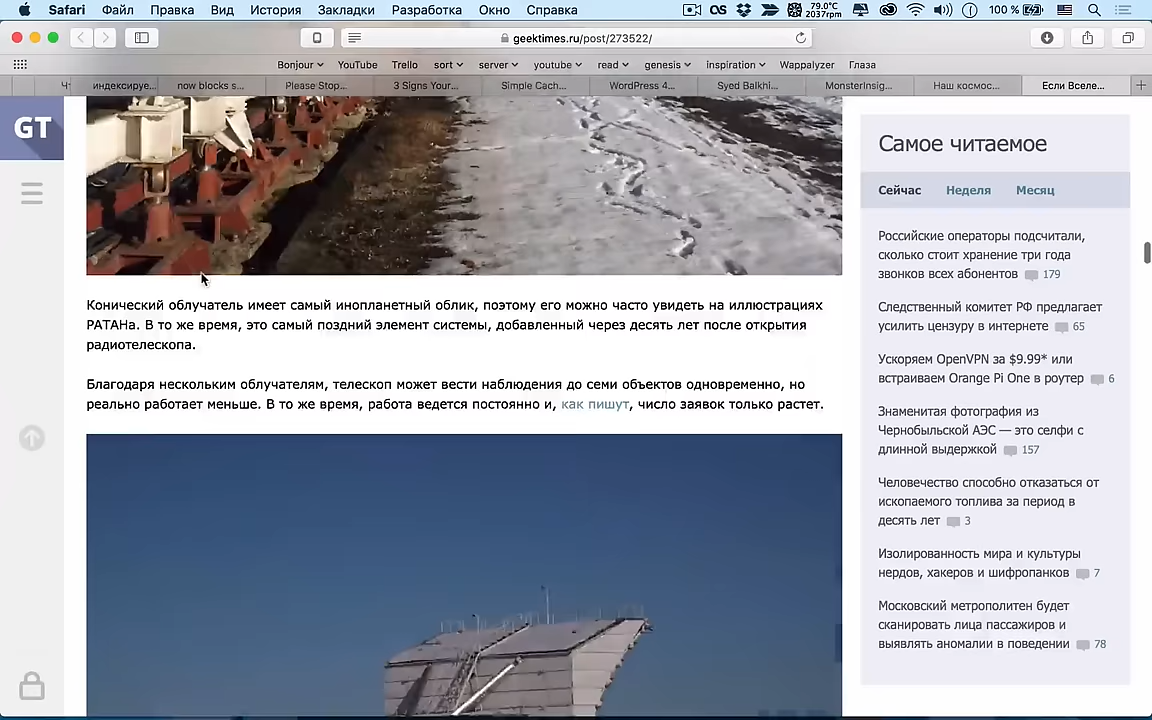 Safari Файл Правка Вид История Закладки Разработка Окно Справка
79.0°C
2037rpm
100 %
geektimes.ru/post/273522/
Bonjour YouTube Trello sort server youtube read genesis inspiration Wappalyzer Глаза
индексируе... now blocks s... Please Stop... 3 Signs Your... Simple Cach... WordPress 4... Syed Balkhi... MonsterInsig... Наш космос... Если Вселе...
GT
Конический облучатель имеет самый инопланетный облик, поэтому его можно часто увидеть на иллюстрациях
РАТАНа. В то же время, это самый поздний элемент системы, добавленный через десять лет после открытия
радиотелескопа.
Благодаря нескольким облучателям, телескоп может вести наблюдения до семи объектов одновременно, но
реально работает меньше. В то же время, работа ведется постоянно и, как пишут, число заявок только растет.
Самое читаемое
Сейчас Неделя Месяц
Российские операторы подсчитали,
сколько стоит хранение три года
звонков всех абонентов 179
Следственный комитет РФ предлагает
усилить цензуру в интернете 65
Ускоряем OpenVPN за $9.99* или
встраиваем Orange Pi One в роутер 6
Знаменитая фотография из
Чернобыльской АЭС — это селфи с
длинной выдержкой 157
Человечество способно отказаться от
ископаемого топлива за период в
десять лет 3
Изолированность мира и культуры
нердов, хакеров и шифропанков 7
Московский метрополитен будет
сканировать лица пассажиров и
выявлять аномалии в поведении 78